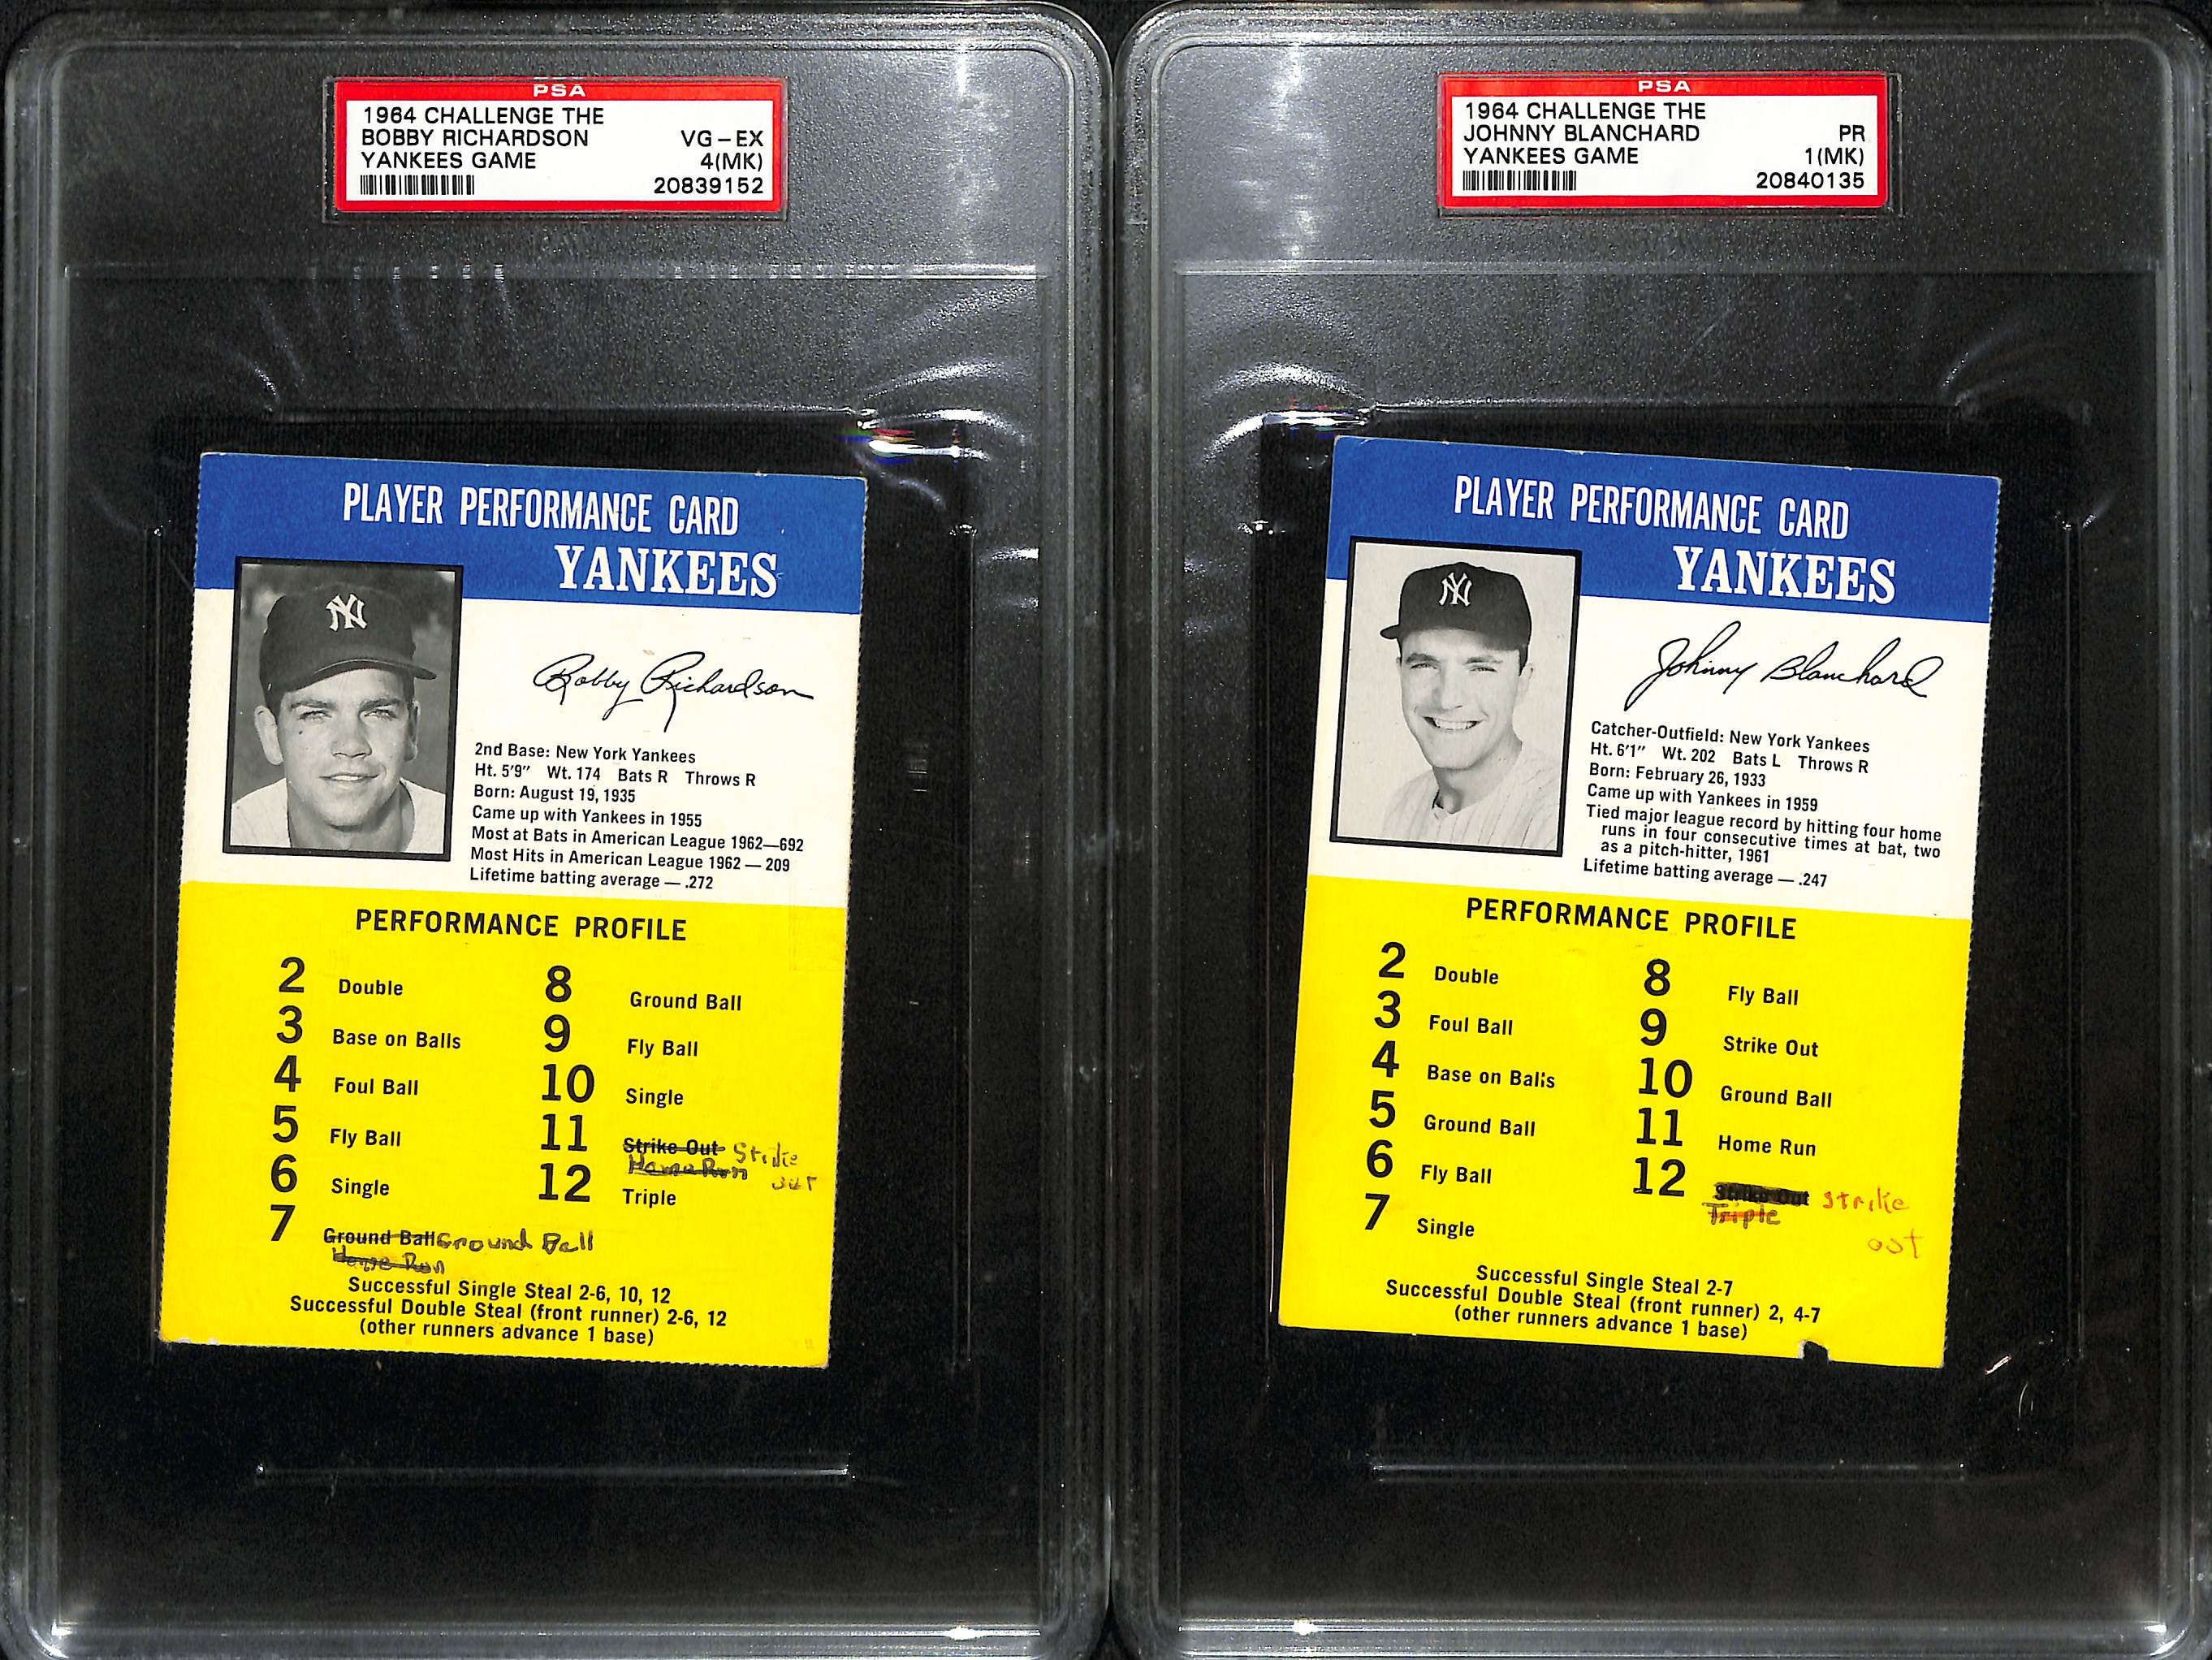 PSA
1964 CHALLENGE THE
BOBBY RICHARDSON VG-EX
YANKEES GAME 4(MK)
20839152
PLAYER PERFORMANCE CARD
YANKEES
NY
Bobby Richardson
2nd Base: New York Yankees
Ht. 5'9" Wt. 174 Bats R Throws R
Born: August 19, 1935
Came up with Yankees in 1955
Most at Bats in American League 1962—692
Most Hits in American League 1962 — 209
Lifetime batting average — .272
PERFORMANCE PROFILE
2 Double
3 Base on Balls
4 Foul Ball
5 Fly Ball
6 Single
7 Ground Ball Ground Ball
Home Run
8 Ground Ball
9 Fly Ball
10 Single
11 Strike Out Strike
Home Run out
12 Triple
Successful Single Steal 2-6, 10, 12
Successful Double Steal (front runner) 2-6, 12
(other runners advance 1 base)
PSA
1964 CHALLENGE THE
JOHNNY BLANCHARD PR
YANKEES GAME 1(MK)
20840135
PLAYER PERFORMANCE CARD
YANKEES
NY
Johnny Blanchard
Catcher-Outfield: New York Yankees
Ht. 6'1" Wt. 202 Bats L Throws R
Born: February 26, 1933
Came up with Yankees in 1959
Tied major league record by hitting four home
runs in four consecutive times at bat, two
as a pitch-hitter, 1961
Lifetime batting average — .247
PERFORMANCE PROFILE
2 Double
3 Foul Ball
4 Base on Balls
5 Ground Ball
6 Fly Ball
7 Single
8 Fly Ball
9 Strike Out
10 Ground Ball
11 Home Run
12 Strike Out Strike
Triple
out
Successful Single Steal 2-7
Successful Double Steal (front runner) 2, 4-7
(other runners advance 1 base)